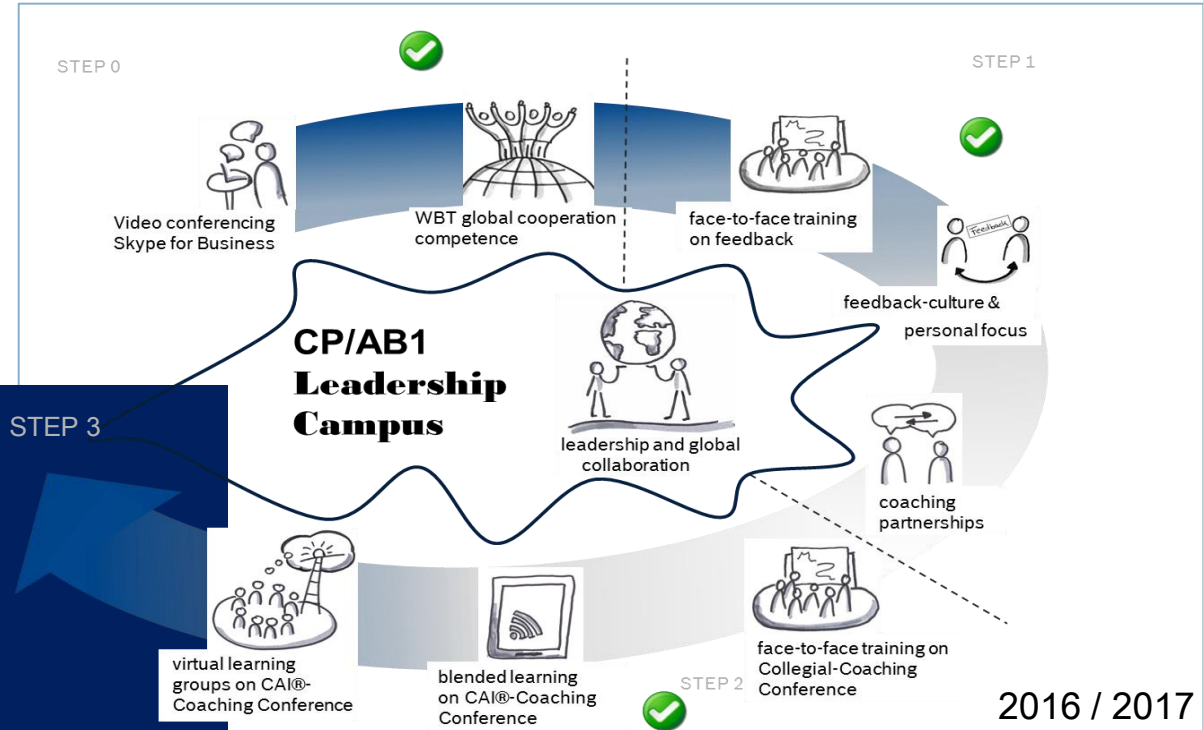 STEP 0
STEP 1
Video conferencing
Skype for Business
WBT global cooperation
competence
face-to-face training
on feedback
Feedback
feedback-culture &
personal focus
CP/AB1
Leadership
Campus
leadership and global
collaboration
STEP 3
coaching
partnerships
face-to-face training on
Collegial-Coaching
Conference
STEP 2
blended learning
on CAI®-Coaching
Conference
virtual learning
groups on CAI®-
Coaching Conference
2016 / 2017